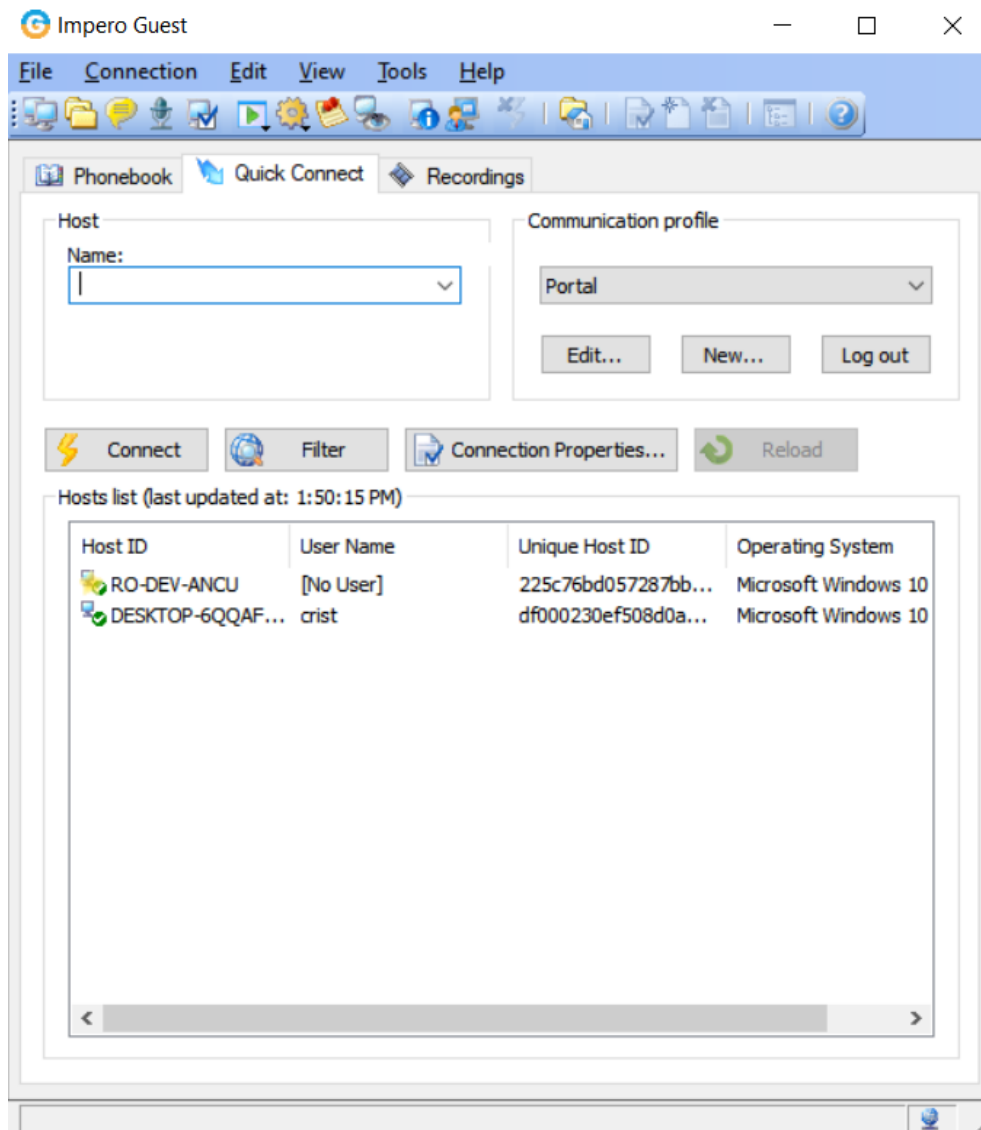 Impero Guest
File Connection Edit View Tools Help
Phonebook Quick Connect Recordings
Host
Name:
Communication profile
Portal
Edit... New... Log out
Connect Filter Connection Properties... Reload
Hosts list (last updated at: 1:50:15 PM)
Host ID User Name Unique Host ID Operating System
RO-DEV-ANCU [No User] 225c76bd057287bb... Microsoft Windows 10
DESKTOP-6QQAF... crist df000230ef508d0a... Microsoft Windows 10